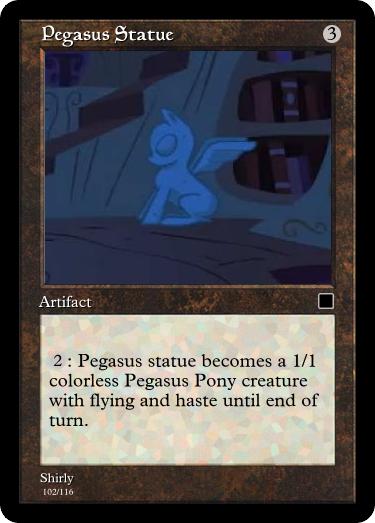 Pegasus Statue 3
Artifact
2 : Pegasus statue becomes a 1/1
colorless Pegasus Pony creature
with flying and haste until end of
turn.
Shirly
102/116